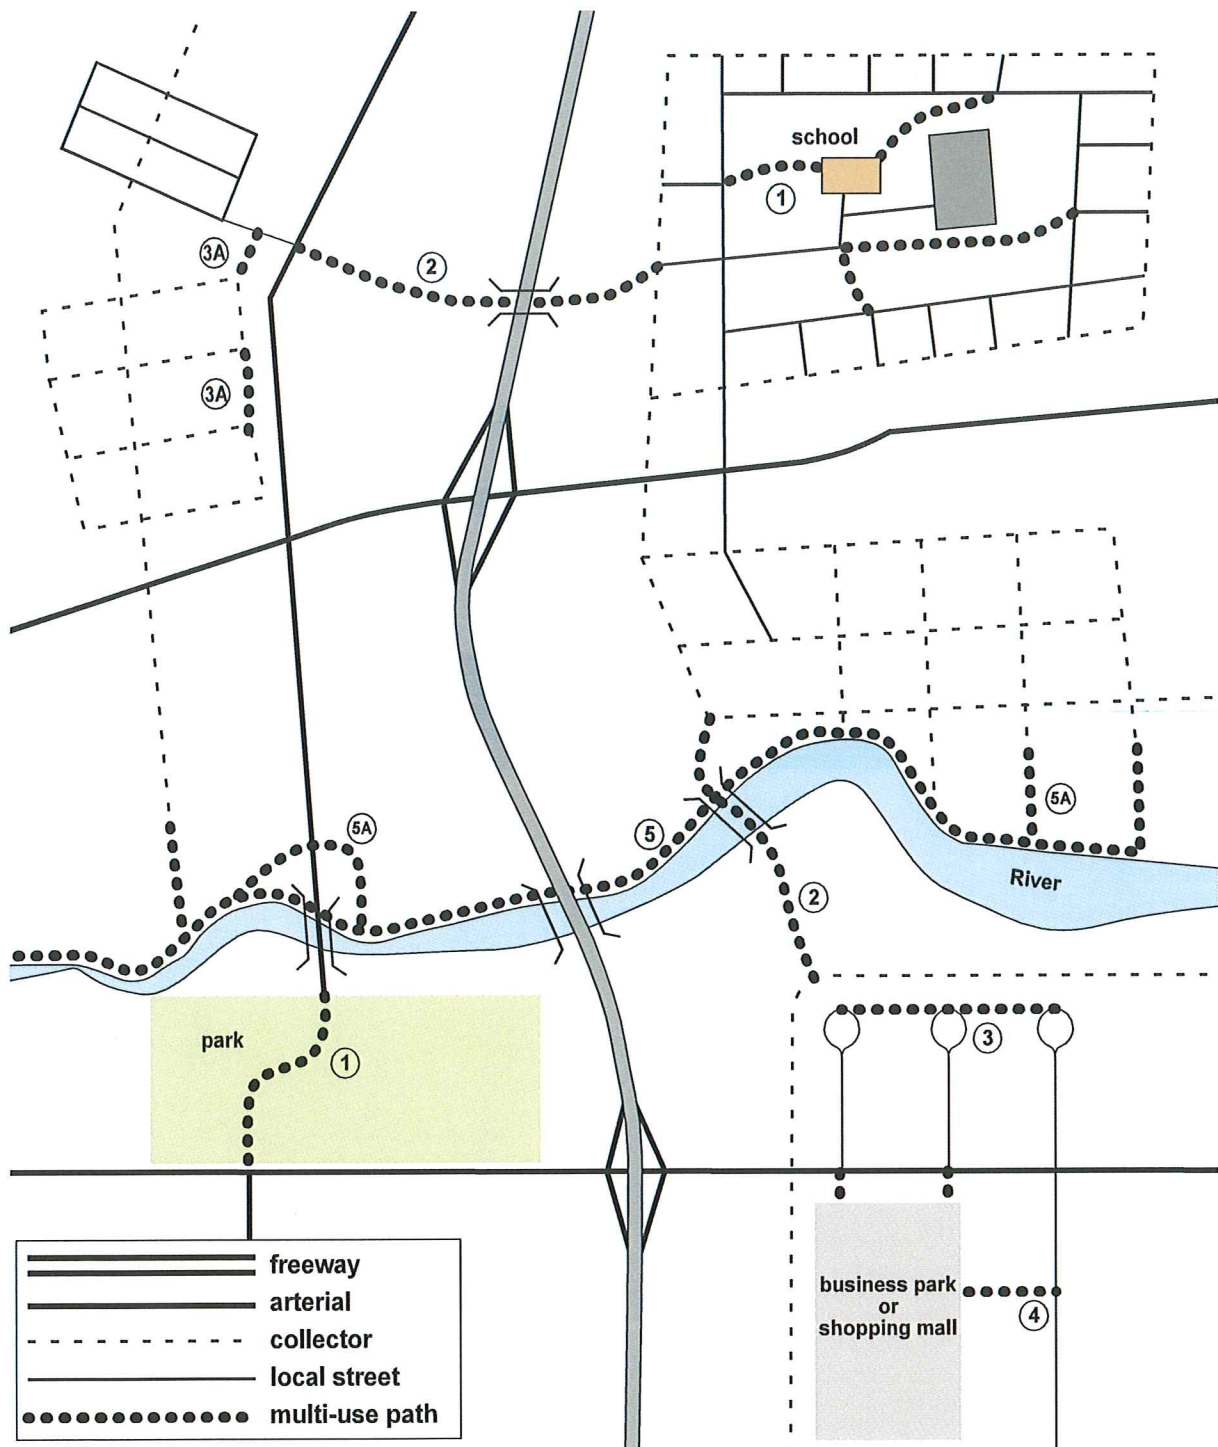 school
1
3A
2
3A
5A
5
5A
River
2
park
1
3
business park
or
shopping mall
4
freeway
arterial
collector
local street
multi-use path